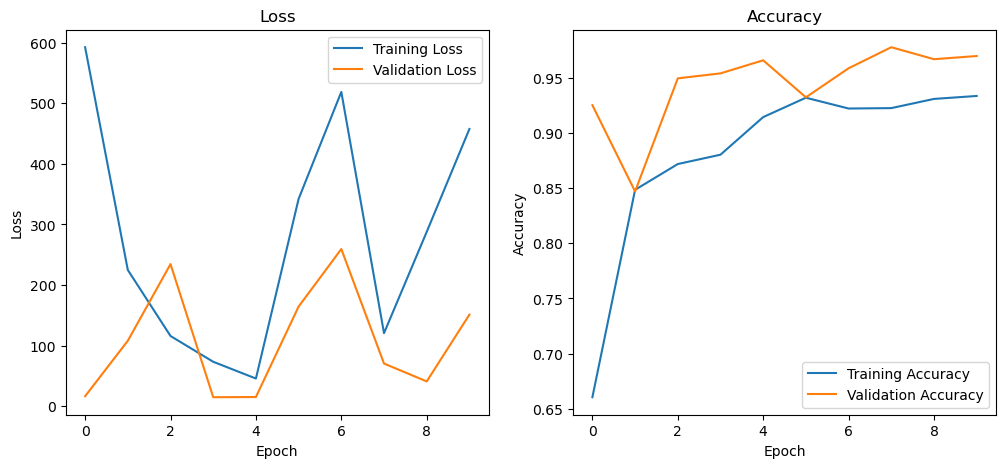 Loss
Training Loss
Validation Loss
600
500
400
300
200
100
0
Loss
0 2 4 6 8
Epoch
Accuracy
0.95
0.90
0.85
0.80
0.75
0.70
0.65
Accuracy
Training Accuracy
Validation Accuracy
0 2 4 6 8
Epoch